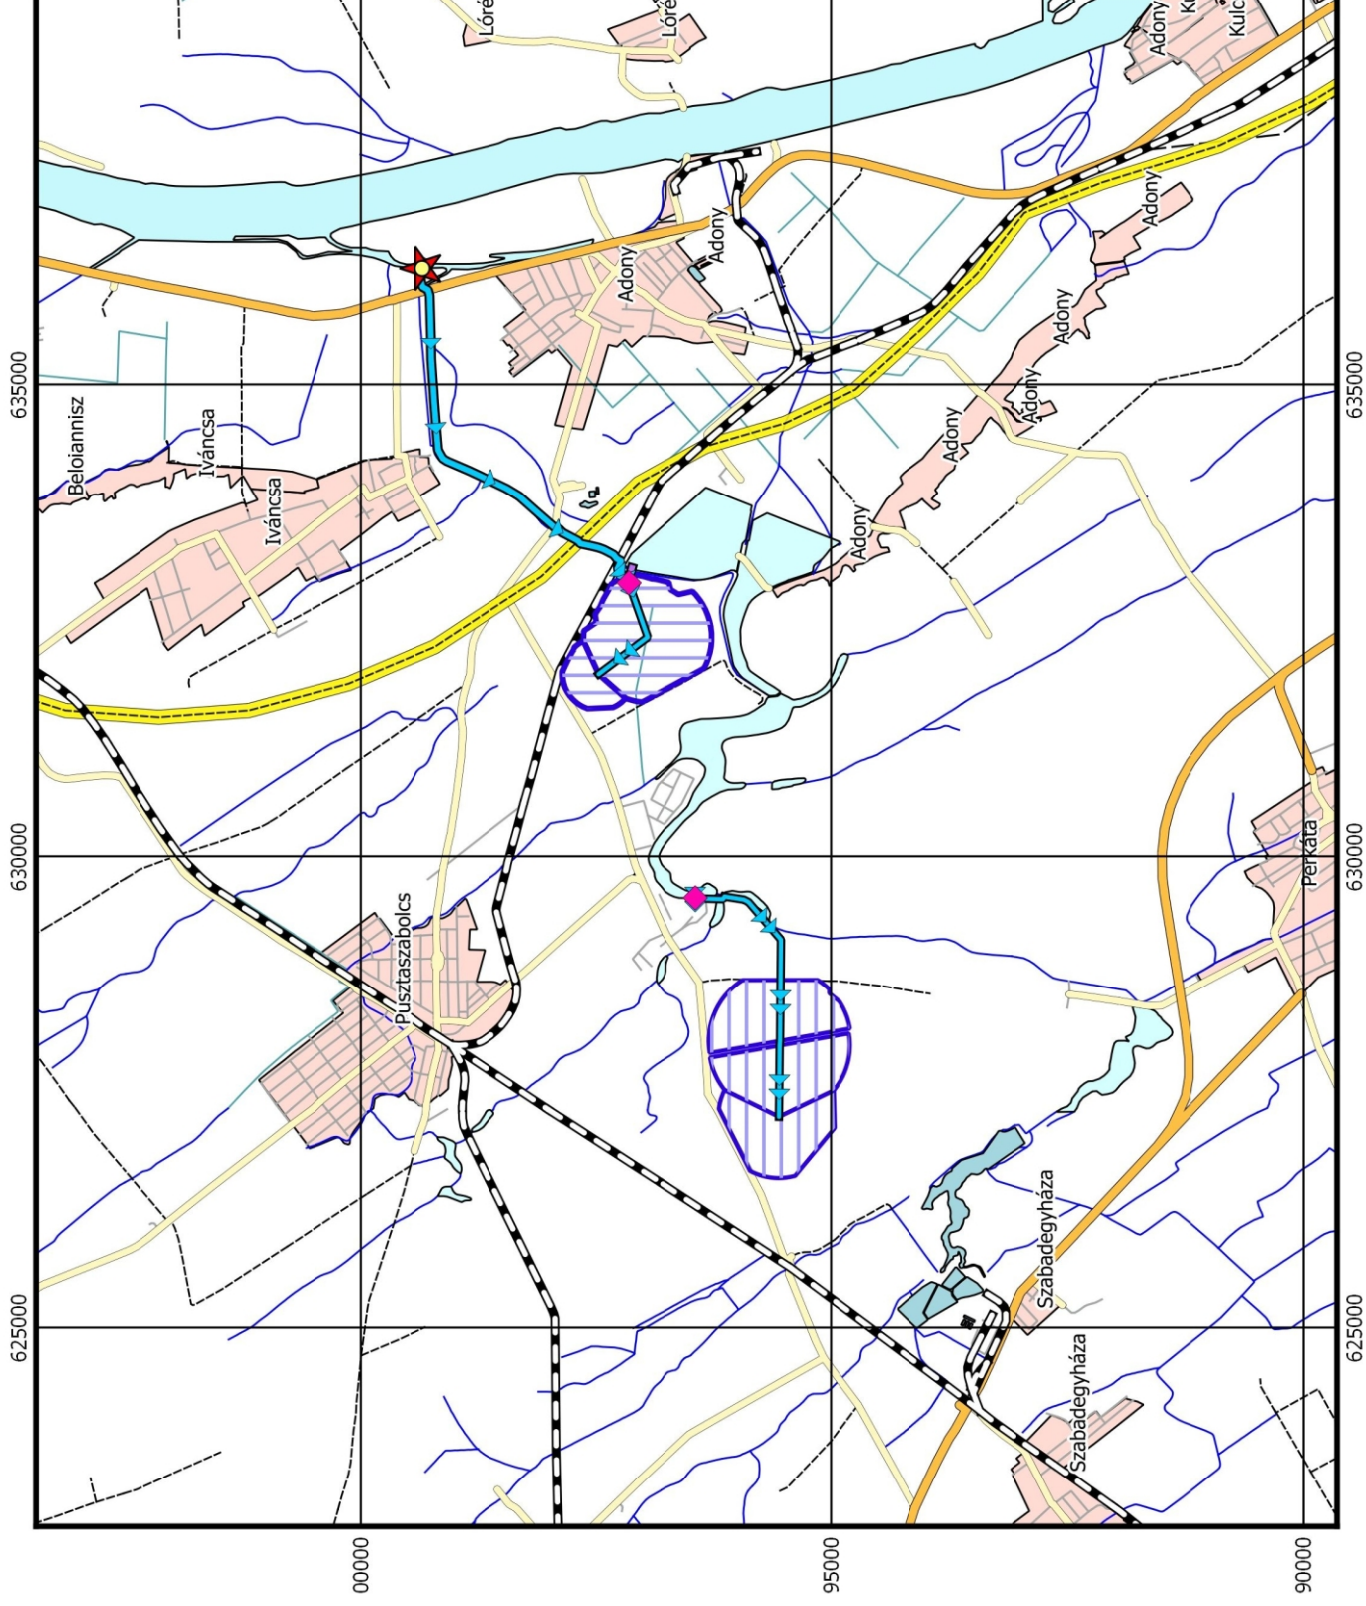 Lóré
Lóré
Adony
Kulc
Beloiannisz
Iváncsa
Iváncsa
Adony
Adony
Adony
Adony
Adony
Adony
Adony
635000
635000
630000
630000
Pusztaszabolcs
Perkáta
Szabadegyháza
Szabadegyháza
625000
625000
00000
95000
90000